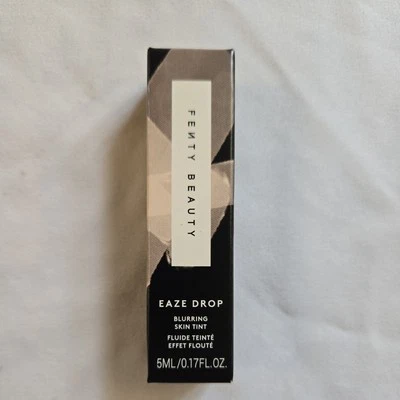 FENTY BEAUTY
EAZE DROP
BLURRING
SKIN TINT
FLUIDE TEINTÉ
EFFET FLOUTÉ
5ML/0.17FL.OZ.